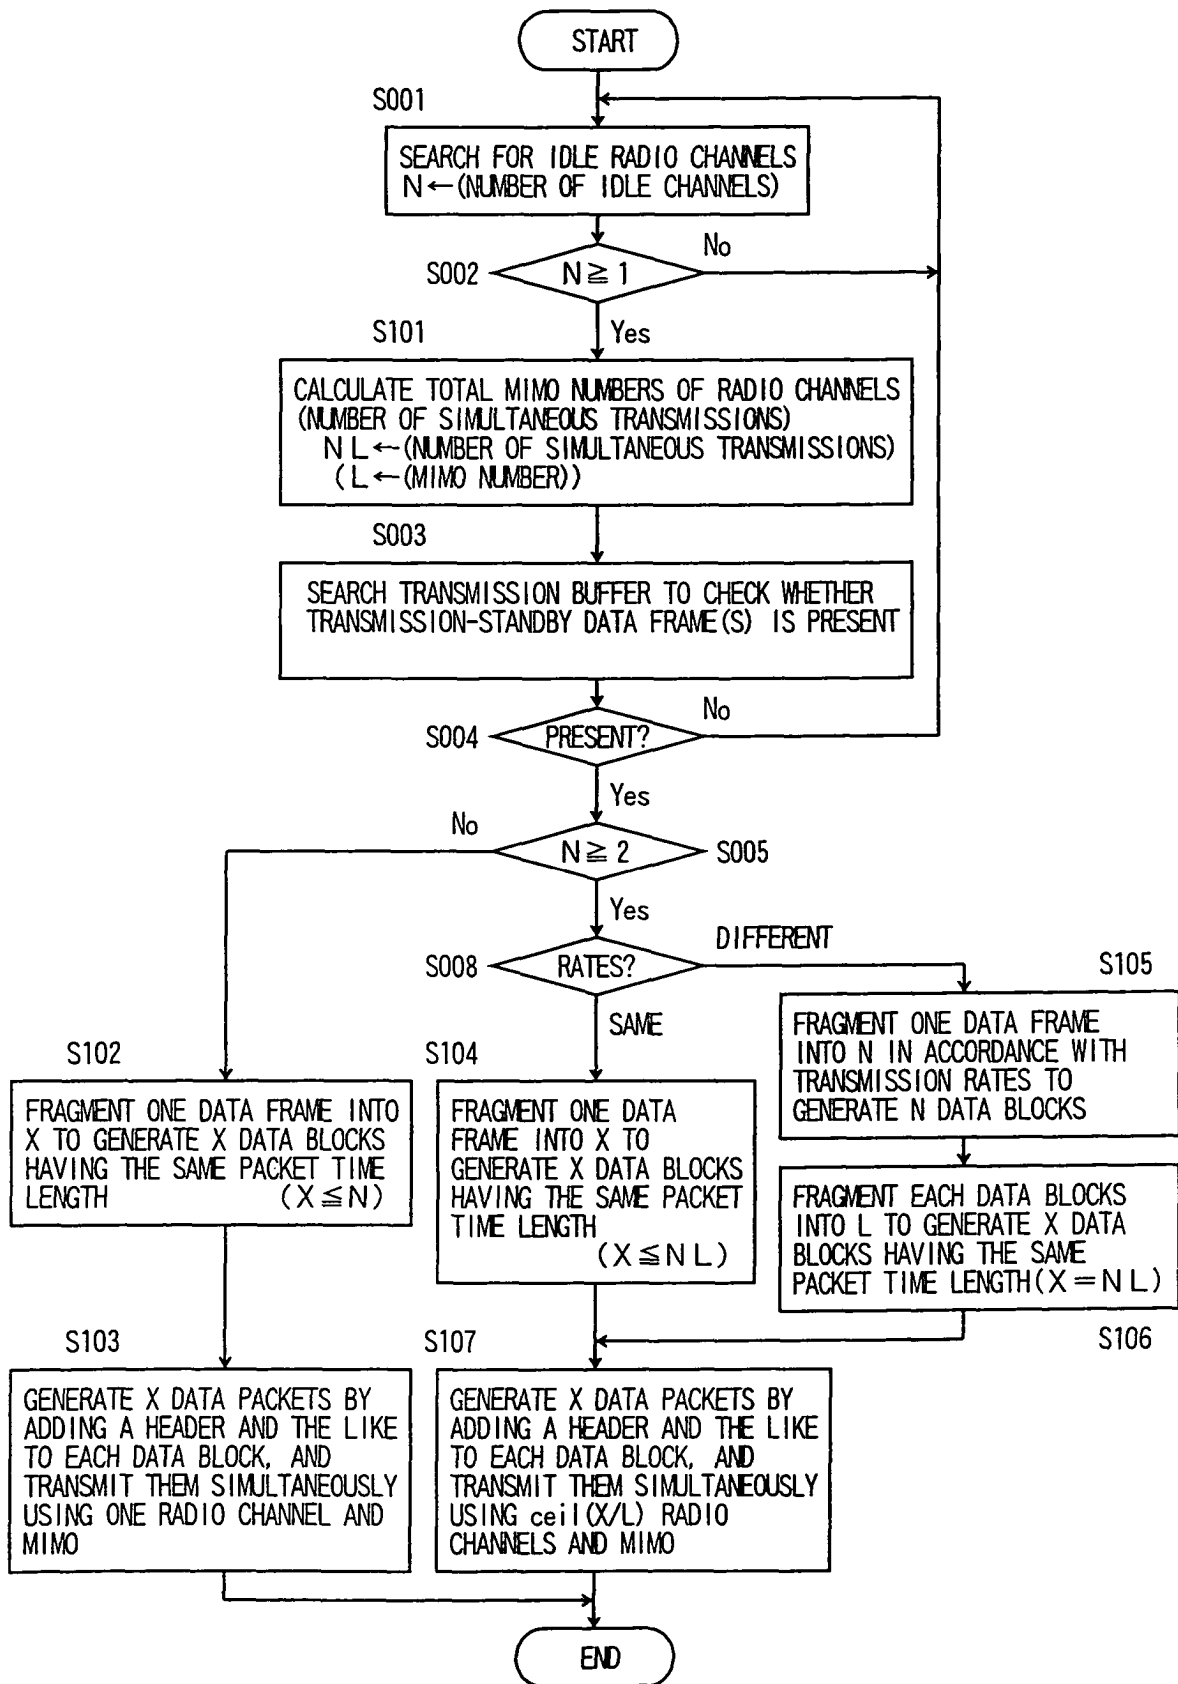 START
S001
SEARCH FOR IDLE RADIO CHANNELS
N←(NUMBER OF IDLE CHANNELS)
No
S002
N≧1
Yes
S101
CALCULATE TOTAL MIMO NUMBERS OF RADIO CHANNELS
(NUMBER OF SIMULTANEOUS TRANSMISSIONS)
NL←(NUMBER OF SIMULTANEOUS TRANSMISSIONS)
(L←(MIMO NUMBER))
S003
SEARCH TRANSMISSION BUFFER TO CHECK WHETHER
TRANSMISSION-STANDBY DATA FRAME(S) IS PRESENT
No
S004
PRESENT?
Yes
No
N≧2
S005
Yes
DIFFERENT
S008
RATES?
SAME
S105
FRAGMENT ONE DATA FRAME
INTO N IN ACCORDANCE WITH
TRANSMISSION RATES TO
GENERATE N DATA BLOCKS
S102
FRAGMENT ONE DATA FRAME INTO
X TO GENERATE X DATA BLOCKS
HAVING THE SAME PACKET TIME
LENGTH (X≦N)
S104
FRAGMENT ONE DATA
FRAME INTO X TO
GENERATE X DATA BLOCKS
HAVING THE SAME PACKET
TIME LENGTH
(X≦NL)
FRAGMENT EACH DATA BLOCKS
INTO L TO GENERATE X DATA
BLOCKS HAVING THE SAME
PACKET TIME LENGTH(X=NL)
S106
S103
GENERATE X DATA PACKETS BY
ADDING A HEADER AND THE LIKE
TO EACH DATA BLOCK, AND
TRANSMIT THEM SIMULTANEOUSLY
USING ONE RADIO CHANNEL AND
MIMO
S107
GENERATE X DATA PACKETS BY
ADDING A HEADER AND THE LIKE
TO EACH DATA BLOCK, AND
TRANSMIT THEM SIMULTANEOUSLY
USING ceil(X/L) RADIO
CHANNELS AND MIMO
END